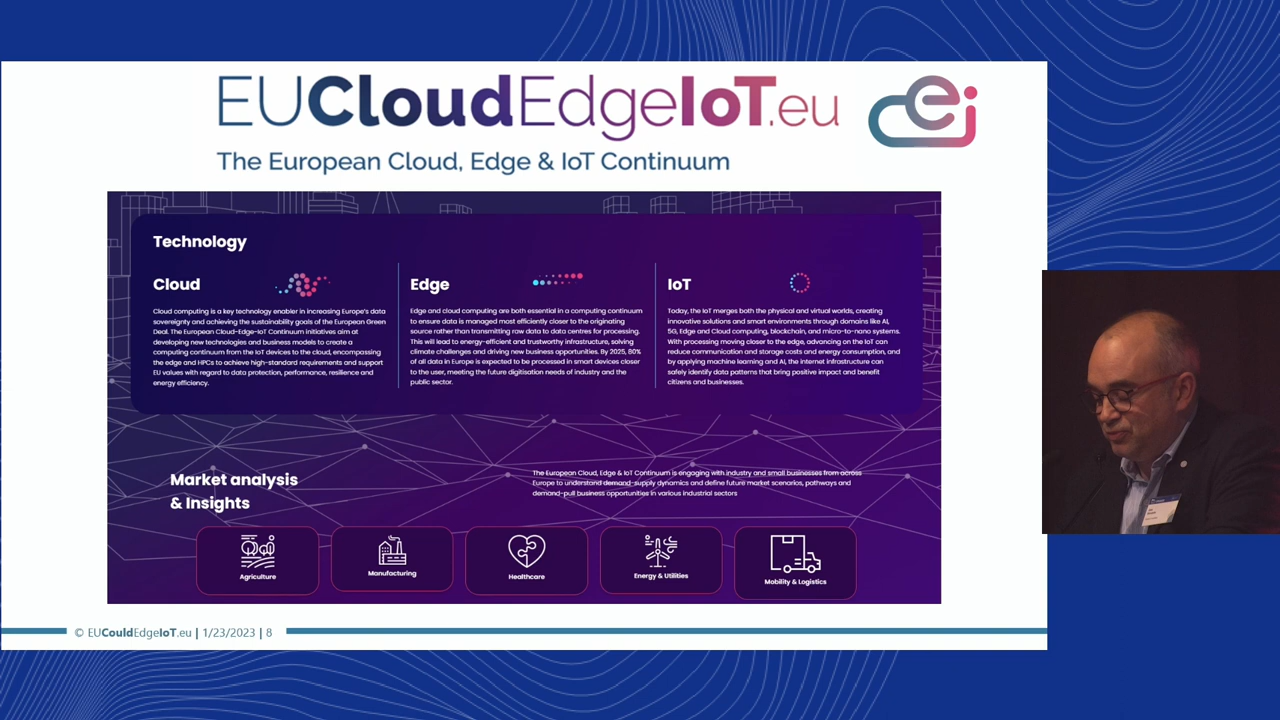 EUCloudEdgeIoT.eu
The European Cloud, Edge & IoT Continuum
Technology
Cloud
Cloud computing is a key technology enabler in increasing Europe's data
sovereignty and achieving the sustainability goals of the European Green
Deal. The European Cloud-Edge-IoT Continuum initiatives aim at
developing new technologies and business models to create a
computing continuum from the IoT devices to the cloud, encompassing
the edge and HPCs to achieve high-standard requirements and support
EU values with regard to data protection, performance, resilience and
energy efficiency.
Edge
Edge and cloud computing are both essential in a computing continuum
to ensure data is managed most efficiently closer to the originating
source rather than transmitting row data to data centres for processing.
This will lead to energy-efficient and trustworthy infrastructure, solving
climate challenges and driving new business opportunities. By 2025, 80%
of all data in Europe is expected to be processed in smart devices closer
to the user, meeting the future digitisation needs of industry and the
public sector.
IoT
Today, the IoT merges both the physical and virtual worlds, creating
innovative solutions and smart environments through domains like AI,
5G, Edge and Cloud computing, blockchain, and micro-to-nano systems.
With processing moving closer to the edge, advancing on the IoT can
reduce communication and storage costs and energy consumption, and
by applying machine learning and AI, the internet infrastructure can
safely identify data patterns that bring positive impact and benefit
citizens and businesses.
Market analysis
& Insights
The European Cloud, Edge & IoT Continuum is engaging with industry and small businesses from across
Europe to understand demand-supply dynamics and define future market scenarios, pathways and
demand-pull business opportunities in various industrial sectors
Agriculture
Manufacturing
Healthcare
Energy & Utilities
Mobility & Logistics
© EUCouldEdgeIoT.eu | 1/23/2023 | 8